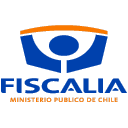 FISCALIA
MINISTERIO PUBLICO DE CHILE